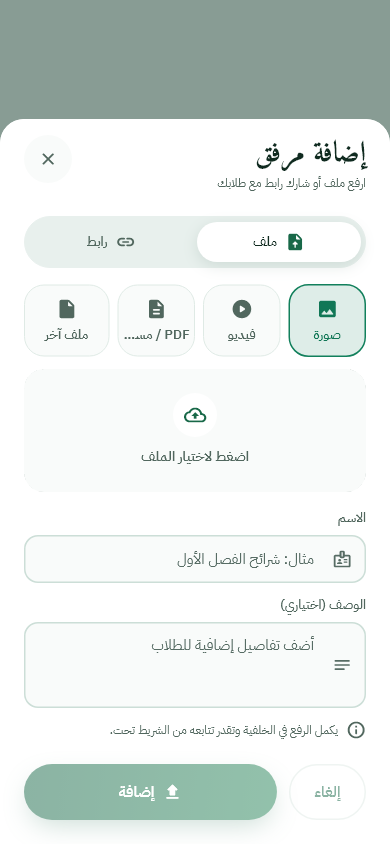 إضافة مرفق
ارفع ملف أو شارك رابط مع طلابك
ملف
رابط
صورة
فيديو
PDF / مسـ...
ملف آخر
اضغط لاختيار الملف
الاسم
مثال: شرائح الفصل الأول
الوصف (اختياري)
أضف تفاصيل إضافية للطلاب
يكمل الرفع في الخلفية وتقدر تتابعه من الشريط تحت.
إلغاء
إضافة